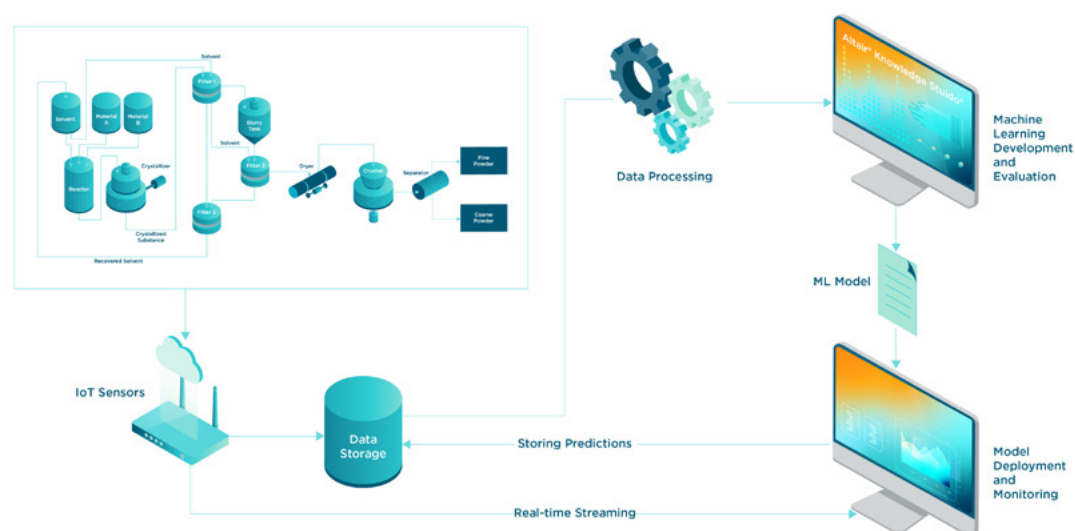 Solvent
Filter 1
Solvent
Material
A
Material
B
Slurry
Tank
Solvent
Filter 3
Dryer
Crusher
Separator
Fine
Powder
Reactor
Crystallizer
Coarse
Powder
Filter 2
Crystallized
Substance
Recovered Solvent
Data Processing
Altair® Knowledge Stuido®
Machine
Learning
Development
and
Evaluation
ML Model
IoT Sensors
Data
Storage
Storing Predictions
Real-time Streaming
Model
Deployment
and
Monitoring